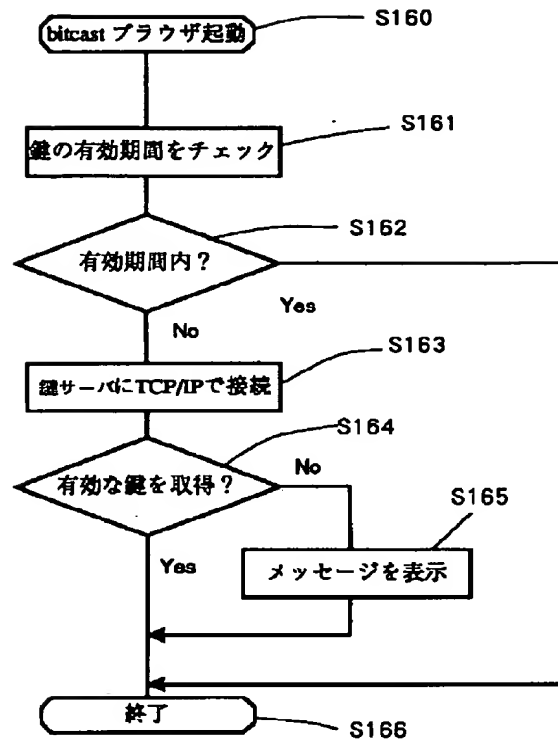 bitcast ブラウザ起動
S160
鍵の有効期間をチェック
S161
有効期間内？
S162
Yes
No
鍵サーバにTCP/IPで接続
S163
有効な鍵を取得？
S164
No
Yes
メッセージを表示
S165
終了
S166